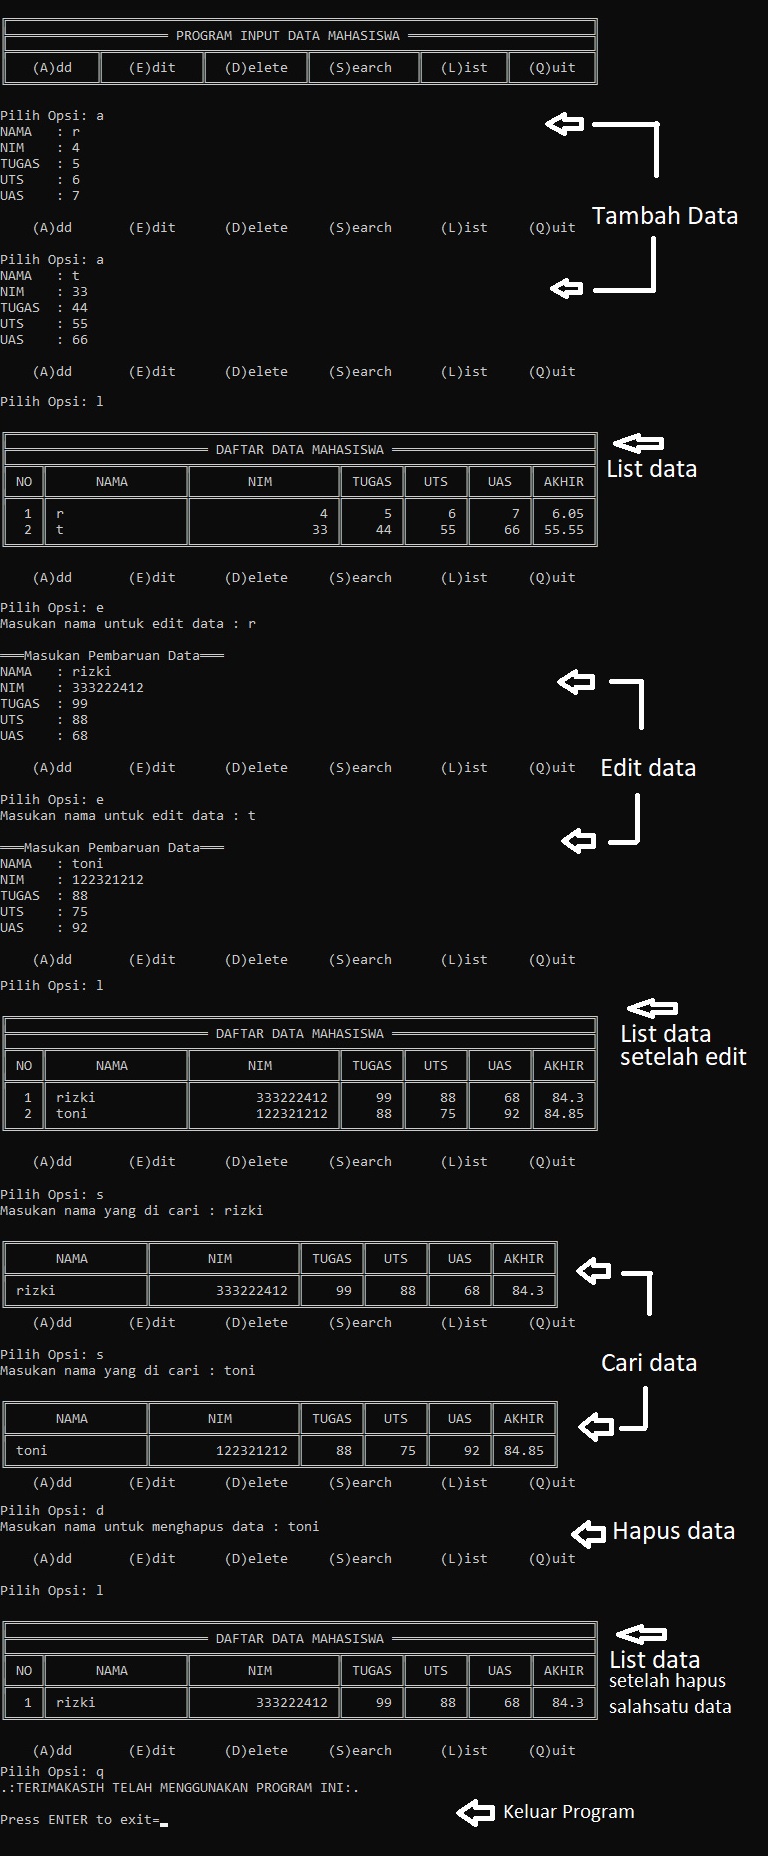 PROGRAM INPUT DATA MAHASISWA
(A)dd (E)dit (D)elete (S)earch (L)ist (Q)uit
Pilih Opsi: a
NAMA : r
NIM : 4
TUGAS : 5
UTS : 6
UAS : 7
Tambah Data
(A)dd (E)dit (D)elete (S)earch (L)ist (Q)uit
Pilih Opsi: a
NAMA : t
NIM : 33
TUGAS : 44
UTS : 55
UAS : 66
(A)dd (E)dit (D)elete (S)earch (L)ist (Q)uit
Pilih Opsi: l
DAFTAR DATA MAHASISWA
List data
NO NAMA NIM TUGAS UTS UAS AKHIR
1 r 4 5 6 7 6.05
2 t 33 44 55 66 55.55
(A)dd (E)dit (D)elete (S)earch (L)ist (Q)uit
Pilih Opsi: e
Masukan nama untuk edit data : r
═══Masukan Pembaruan Data═══
NAMA : rizki
NIM : 333222412
TUGAS : 99
UTS : 88
UAS : 68
(A)dd (E)dit (D)elete (S)earch (L)ist (Q)uit
Edit data
Pilih Opsi: e
Masukan nama untuk edit data : t
═══Masukan Pembaruan Data═══
NAMA : toni
NIM : 122321212
TUGAS : 88
UTS : 75
UAS : 92
(A)dd (E)dit (D)elete (S)earch (L)ist (Q)uit
Pilih Opsi: l
DAFTAR DATA MAHASISWA
List data
setelah edit
NO NAMA NIM TUGAS UTS UAS AKHIR
1 rizki 333222412 99 88 68 84.3
2 toni 122321212 88 75 92 84.85
(A)dd (E)dit (D)elete (S)earch (L)ist (Q)uit
Pilih Opsi: s
Masukan nama yang di cari : rizki
NAMA NIM TUGAS UTS UAS AKHIR
rizki 333222412 99 88 68 84.3
(A)dd (E)dit (D)elete (S)earch (L)ist (Q)uit
Pilih Opsi: s
Cari data
Masukan nama yang di cari : toni
NAMA NIM TUGAS UTS UAS AKHIR
toni 122321212 88 75 92 84.85
(A)dd (E)dit (D)elete (S)earch (L)ist (Q)uit
Pilih Opsi: d
Masukan nama untuk menghapus data : toni
Hapus data
(A)dd (E)dit (D)elete (S)earch (L)ist (Q)uit
Pilih Opsi: l
DAFTAR DATA MAHASISWA
List data
setelah hapus
salahsatu data
NO NAMA NIM TUGAS UTS UAS AKHIR
1 rizki 333222412 99 88 68 84.3
(A)dd (E)dit (D)elete (S)earch (L)ist (Q)uit
Pilih Opsi: q
.:TERIMAKASIH TELAH MENGGUNAKAN PROGRAM INI:.
Keluar Program
Press ENTER to exit=